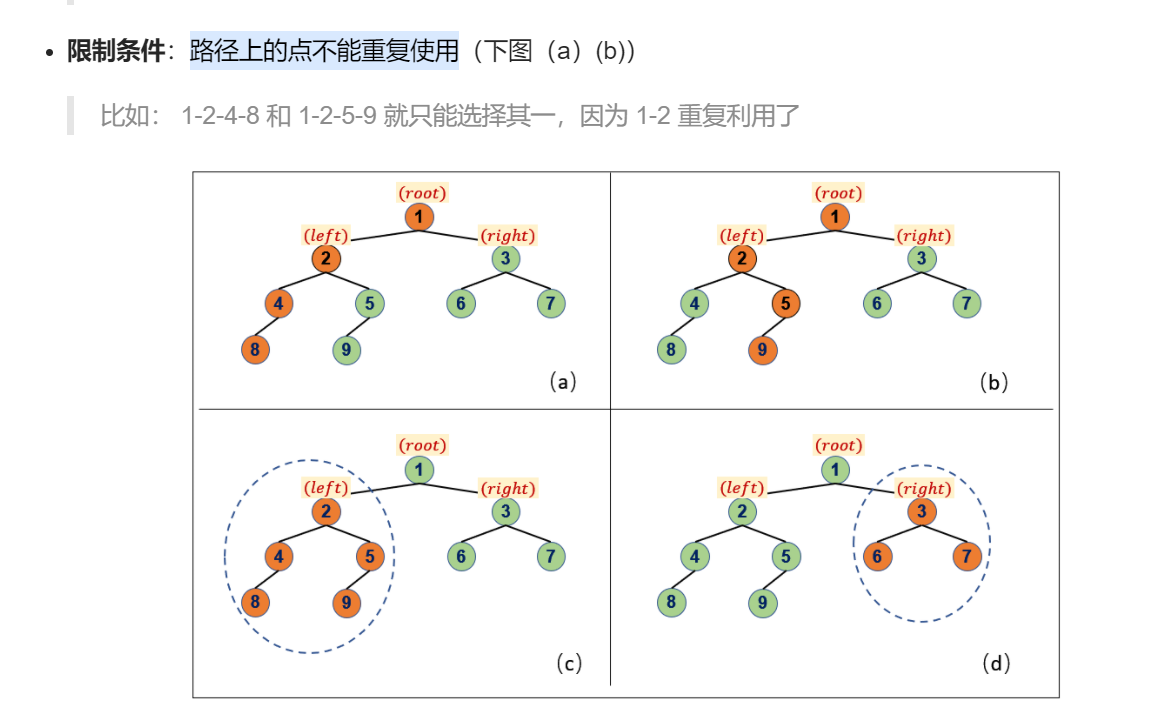 限制条件：路径上的点不能重复使用（下图（a）(b)）
比如： 1-2-4-8 和 1-2-5-9 就只能选择其一，因为 1-2 重复利用了
(root)
1
(left) (right)
2 3
4 5 6 7
8 9
（a）
(root)
1
(left) (right)
2 3
4 5 6 7
8 9
（b）
(root)
1
(left) (right)
2 3
4 5 6 7
8 9
（c）
(root)
1
(left) (right)
2 3
4 5 6 7
8 9
（d）